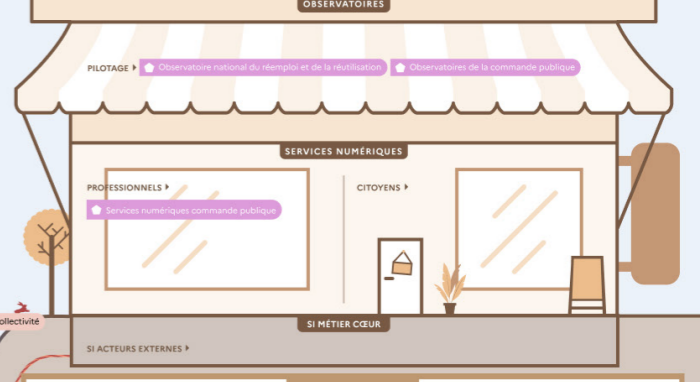 OBSERVATOIRES
PILOTAGE
Observatoire national du réemploi et de la réutilisation
Observatoires de la commande publique
SERVICES NUMÉRIQUES
PROFESSIONNELS
CITOYENS
Services numériques commande publique
ollectivité
SI MÉTIER CŒUR
SI ACTEURS EXTERNES